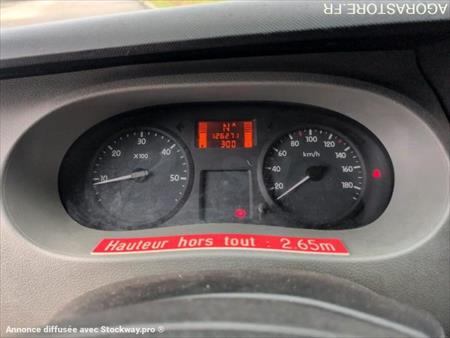 AGORASTORE.FR
N^
126271
300
10 20 30 40 50
X100
20 40 60 80 100 120 140 160 180
km/h
Hauteur hors tout : 2.65m
Annonce diffusée avec Stockway.pro ®